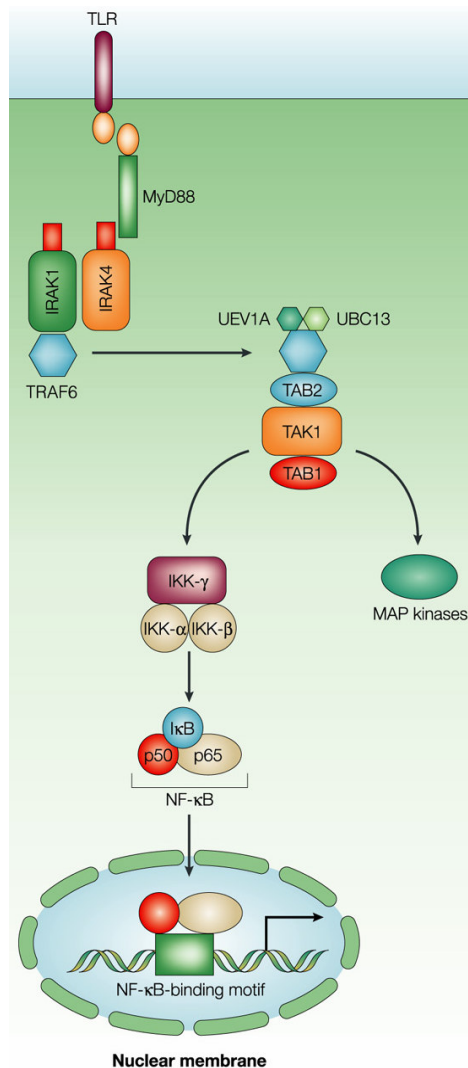 TLR
MyD88
IRAK1
IRAK4
TRAF6
UEV1A
UBC13
TAB2
TAK1
TAB1
MAP kinases
IKK-γ
IKK-α
IKK-β
IκB
p50
p65
NF-κB
NF-κB-binding motif
Nuclear membrane